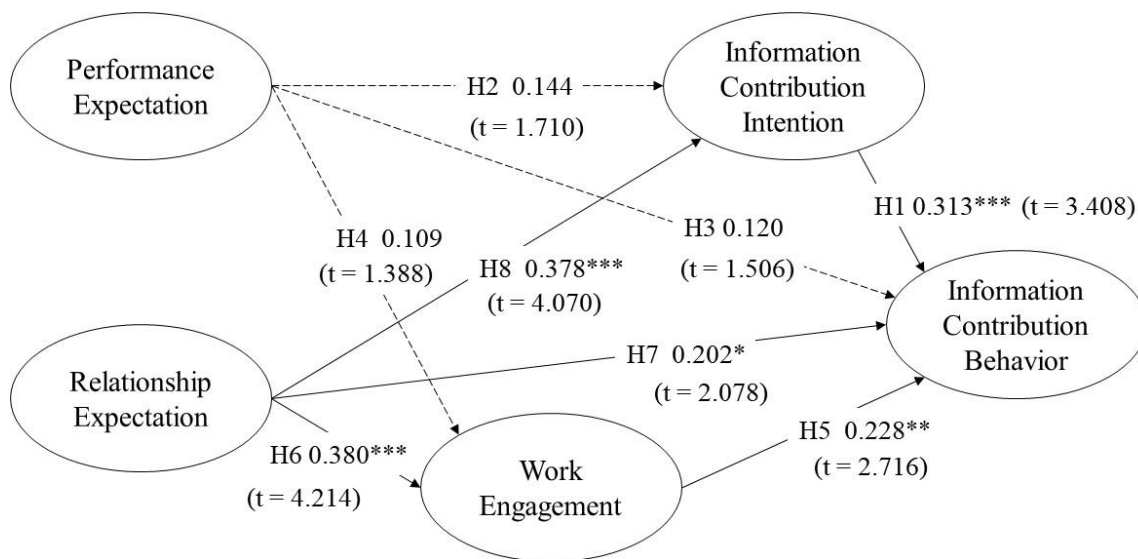 Performance
Expectation
Information
Contribution
Intention
H2 0.144
(t = 1.710)
H1 0.313*** (t = 3.408)
H3 0.120
(t = 1.506)
H4 0.109
(t = 1.388)
H8 0.378***
(t = 4.070)
Information
Contribution
Behavior
Relationship
Expectation
H7 0.202*
(t = 2.078)
H6 0.380***
(t = 4.214)
Work
Engagement
H5 0.228**
(t = 2.716)